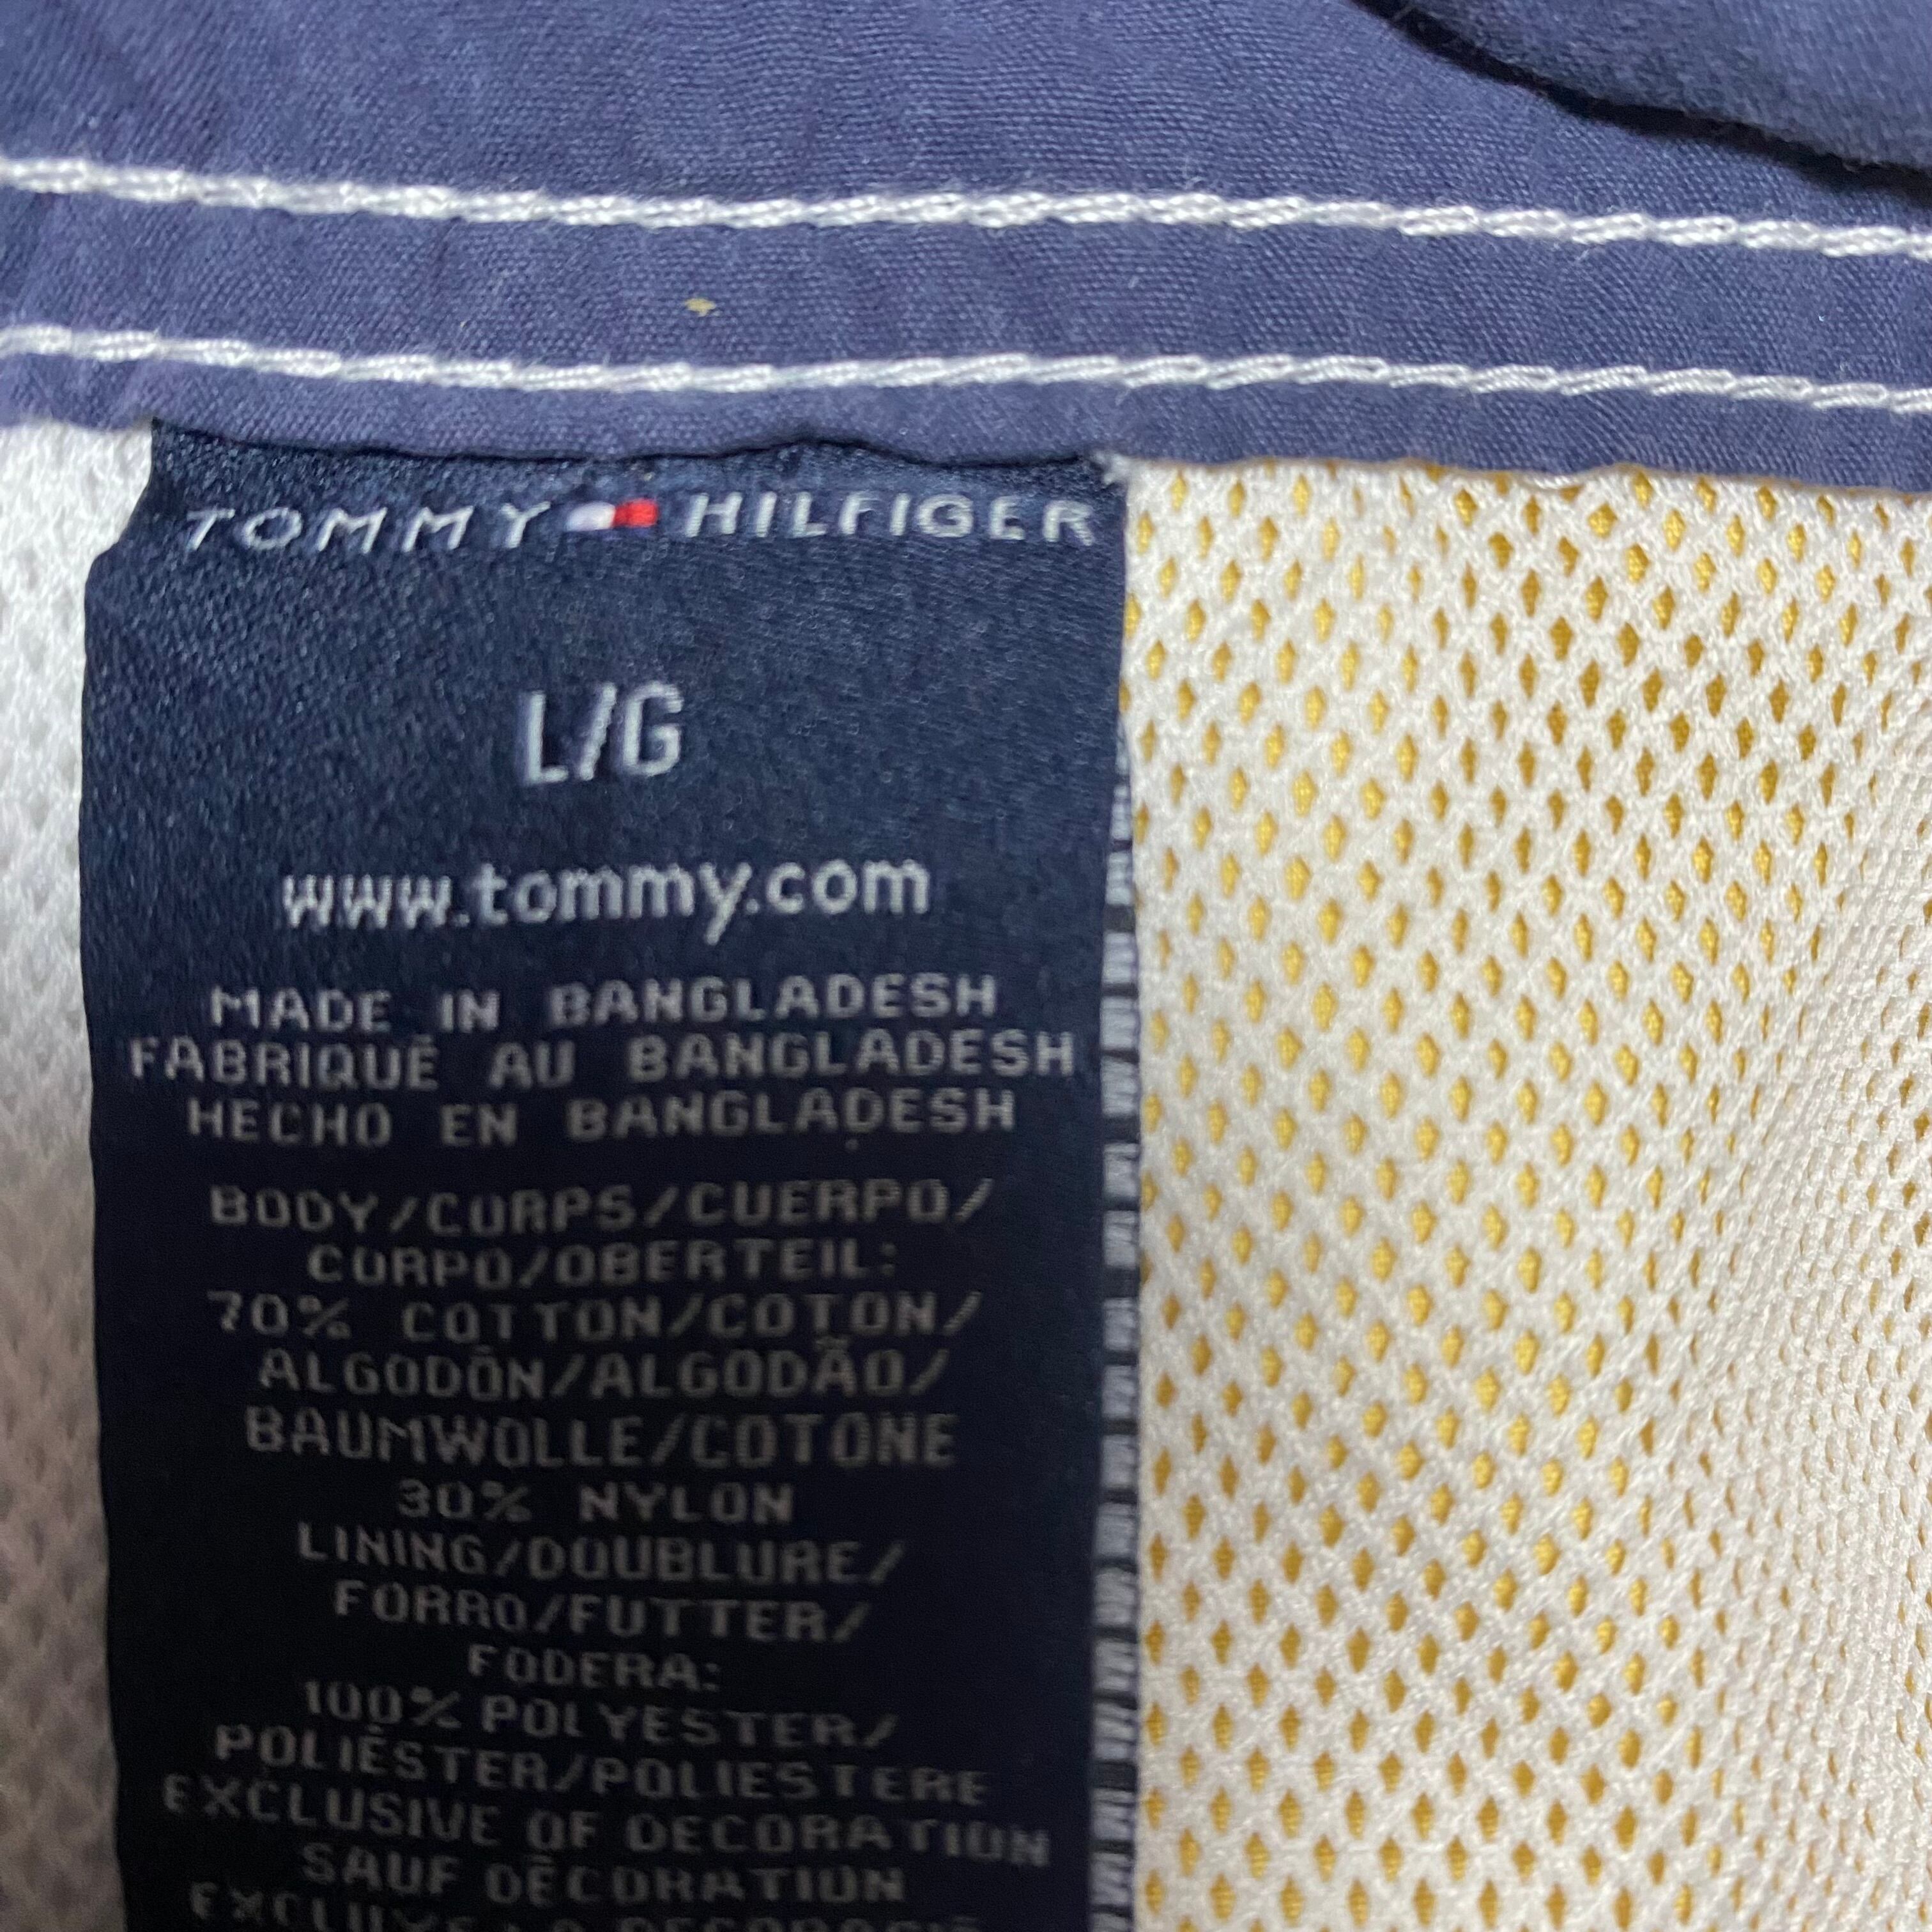 TOMMY HILFIGER
L/G
www.tommy.com
MADE IN BANGLADESH
FABRIQUÉ AU BANGLADESH
HECHO EN BANGLADESH
BODY/CORPS/CUERPO/
CORPO/OBERTEIL:
70% COTTON/COTON/
ALGODÓN/ALGODÃO/
BAUMWOLLE/COTONE
30% NYLON
LINING/DOUBLURE/
FORRO/FUTTER/
FODERA:
100% POLYESTER/
POLIÉSTER/POLIESTERE
EXCLUSIVE OF DECORATION
SAUF DÉCORATION